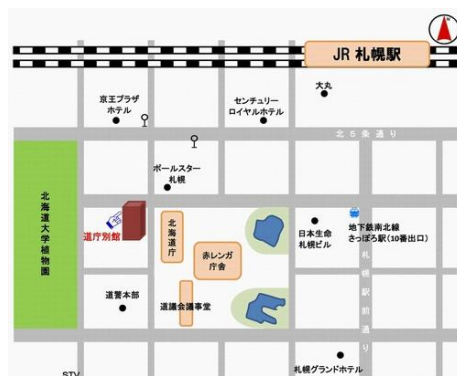 JR 札幌駅
大丸
京王プラザ
ホテル
センチュリー
ロイヤルホテル
北5条通り
ポールスター
札幌
北海道大学植物園
道庁別館
北海道庁
赤レンガ
庁舎
日本生命
札幌ビル
地下鉄南北線
さっぽろ駅(10番出口)
札幌駅前通り
道警本部
道議会議事堂
札幌グランドホテル
STV